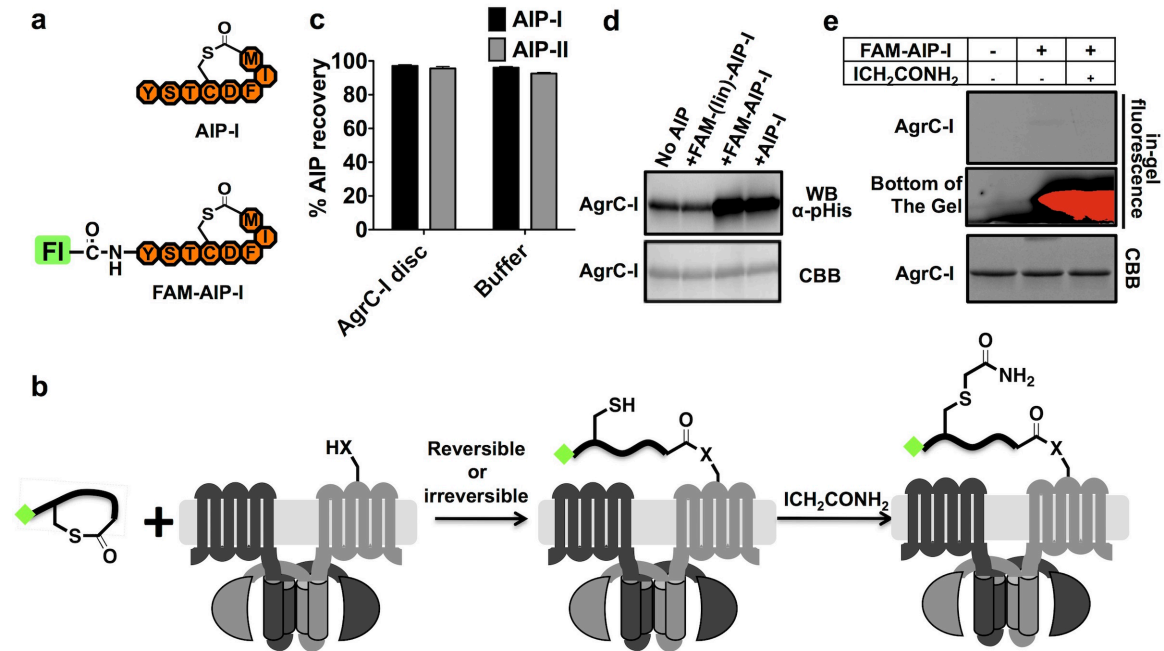 a
O
S
M
I
Y S T C D F
AIP-I
O
S
M
I
Fl C N Y S T C D F
O
H
FAM-AIP-I
c
AIP-I
AIP-II
% AIP recovery
100
80
60
40
20
0
AgrC-I disc
Buffer
d
No AIP
+FAM-(lin)-AIP-I
+FAM-AIP-I
+AIP-I
AgrC-I
WB
α-pHis
AgrC-I
CBB
e
FAM-AIP-I - + +
ICH2CONH2 - - +
AgrC-I
Bottom of
The Gel
in-gel
fluorescence
AgrC-I
CBB
b
S
O
+
HX
Reversible
or
irreversible
SH
O
X
ICH2CONH2
O
NH2
S
O
X